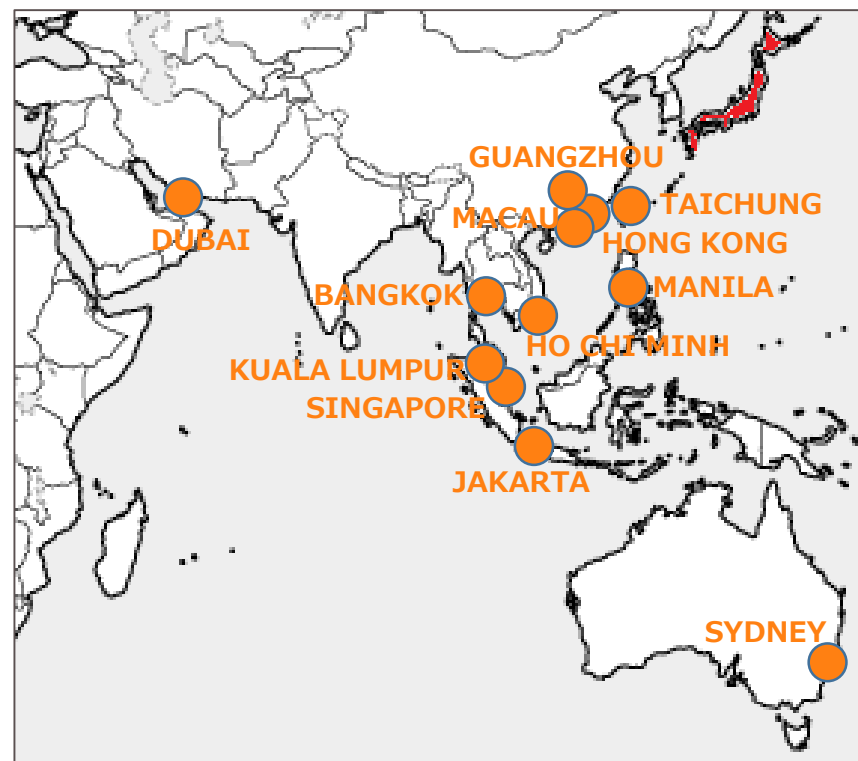 GUANGZHOU
MACAU
TAICHUNG
DUBAI
HONG KONG
BANGKOK
MANILA
HO CHI MINH
KUALA LUMPUR
SINGAPORE
JAKARTA
SYDNEY